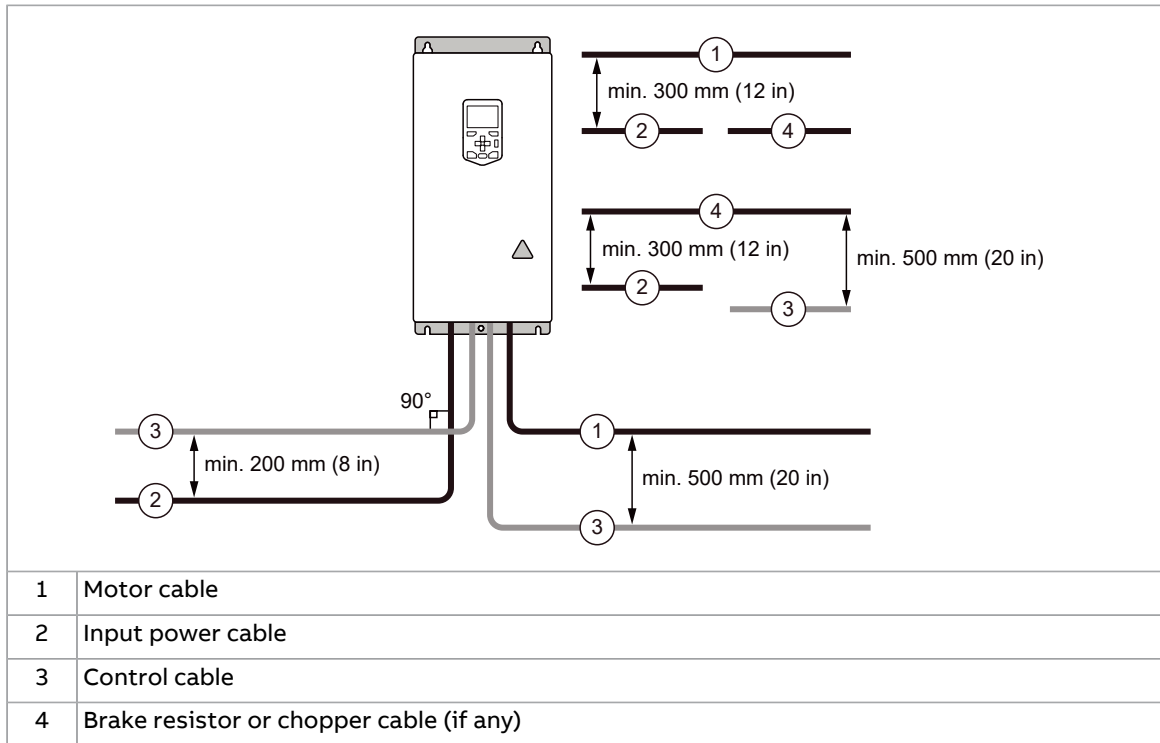 1
min. 300 mm (12 in)
2
4
4
min. 300 mm (12 in)
min. 500 mm (20 in)
2
3
90°
3
1
min. 200 mm (8 in)
min. 500 mm (20 in)
2
3
1 Motor cable
2 Input power cable
3 Control cable
4 Brake resistor or chopper cable (if any)